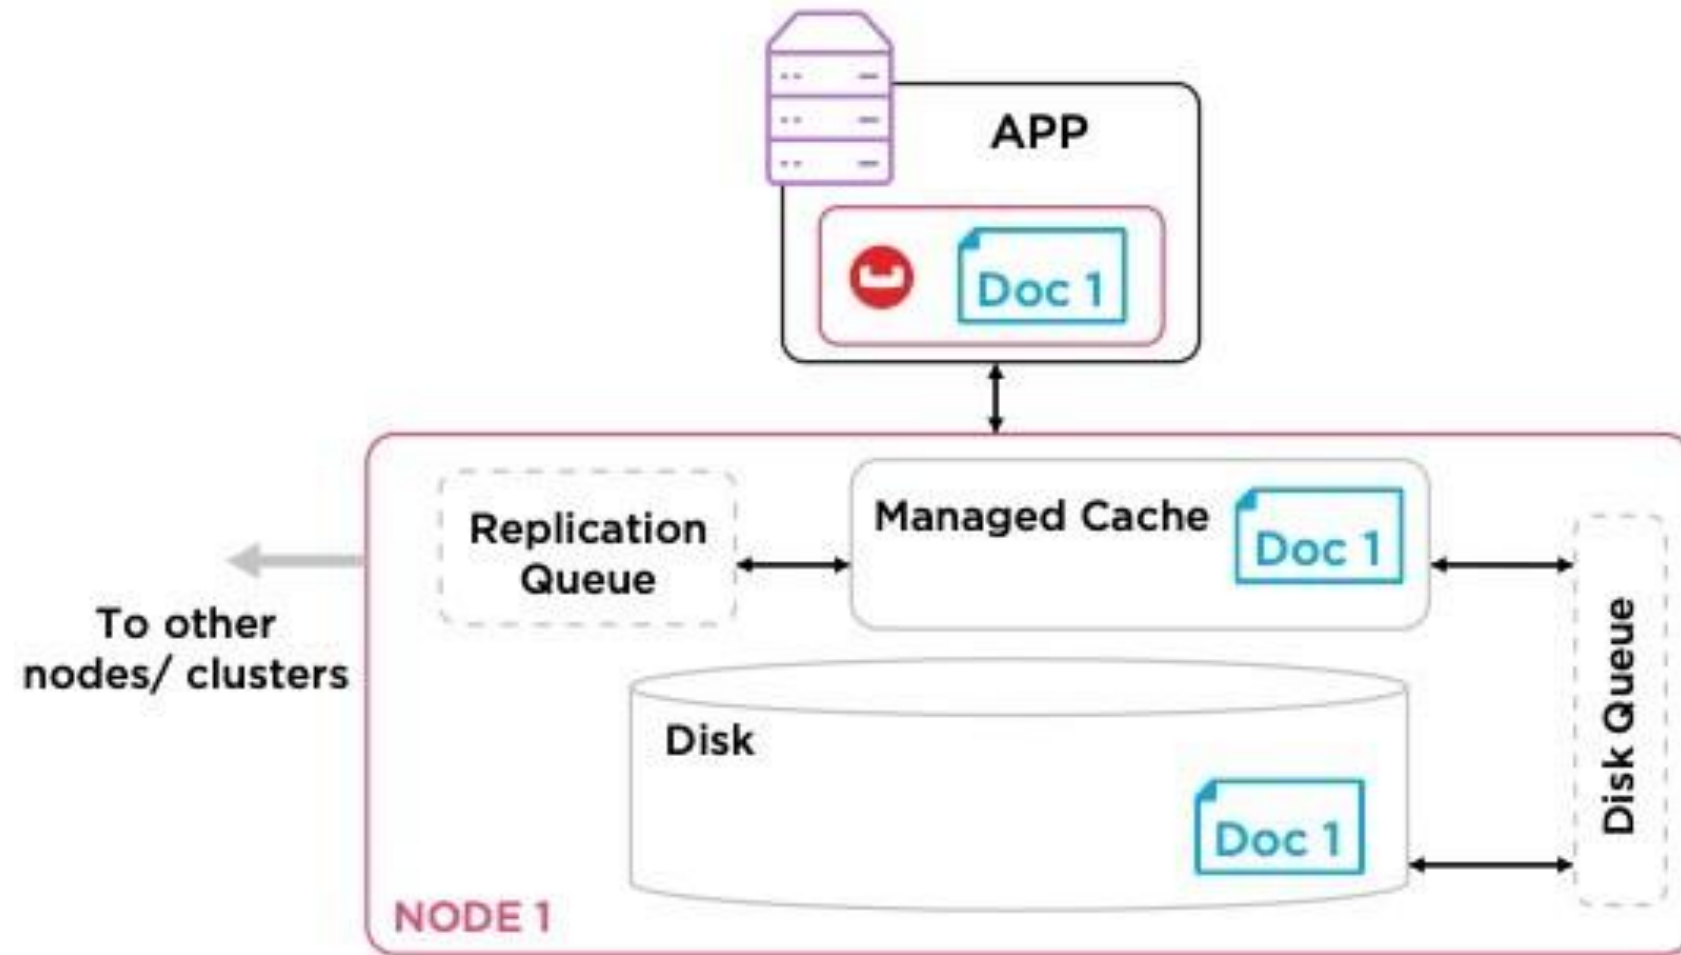 APP
Doc 1
Replication
Queue
Managed Cache
Doc 1
To other
nodes/ clusters
Disk Queue
Disk
Doc 1
NODE 1